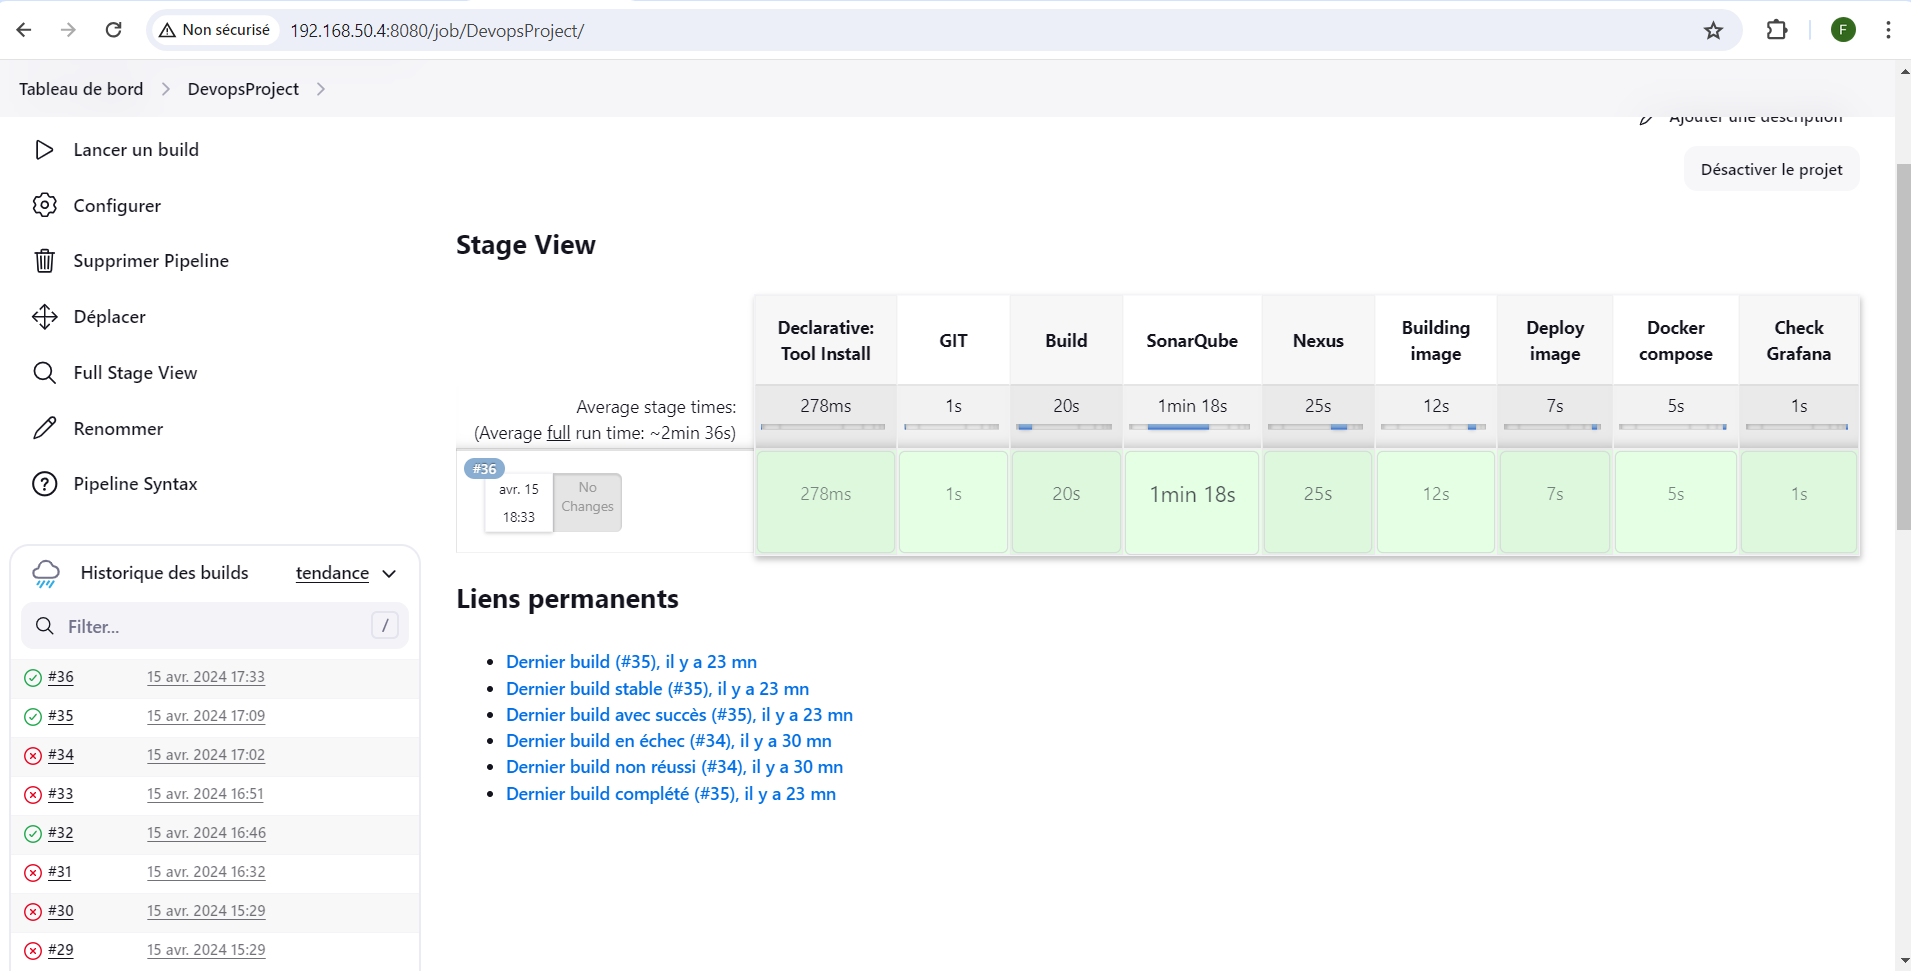 Non sécurisé
192.168.50.4:8080/job/DevopsProject/
F
Tableau de bord
DevopsProject
Ajouter une description
Lancer un build
Désactiver le projet
Configurer
Supprimer Pipeline
Déplacer
Full Stage View
Renommer
Pipeline Syntax
Historique des builds
tendance
Filter...
/
#36 15 avr. 2024 17:33
#35 15 avr. 2024 17:09
#34 15 avr. 2024 17:02
#33 15 avr. 2024 16:51
#32 15 avr. 2024 16:46
#31 15 avr. 2024 16:32
#30 15 avr. 2024 15:29
#29 15 avr. 2024 15:29
Stage View
Declarative:
Tool Install
GIT
Build
SonarQube
Nexus
Building
image
Deploy
image
Docker
compose
Check
Grafana
Average stage times:
(Average full run time: ~2min 36s)
278ms 1s 20s 1min 18s 25s 12s 7s 5s 1s
#36
avr. 15
18:33
No
Changes
278ms 1s 20s 1min 18s 25s 12s 7s 5s 1s
Liens permanents
Dernier build (#35), il y a 23 mn
Dernier build stable (#35), il y a 23 mn
Dernier build avec succès (#35), il y a 23 mn
Dernier build en échec (#34), il y a 30 mn
Dernier build non réussi (#34), il y a 30 mn
Dernier build complété (#35), il y a 23 mn